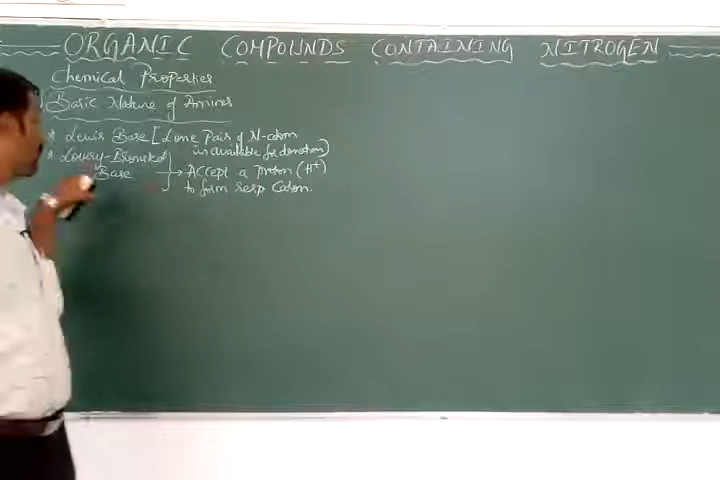 ORGANIC COMPOUNDS CONTAINING NITROGEN
Chemical Properties
Basic Nature of Amines
* Lewis Base [Lone Pair of N-atom
is available for donation)
* Lowry-Bronsted
Base → Accept a proton (H+)
to form resp Cation.